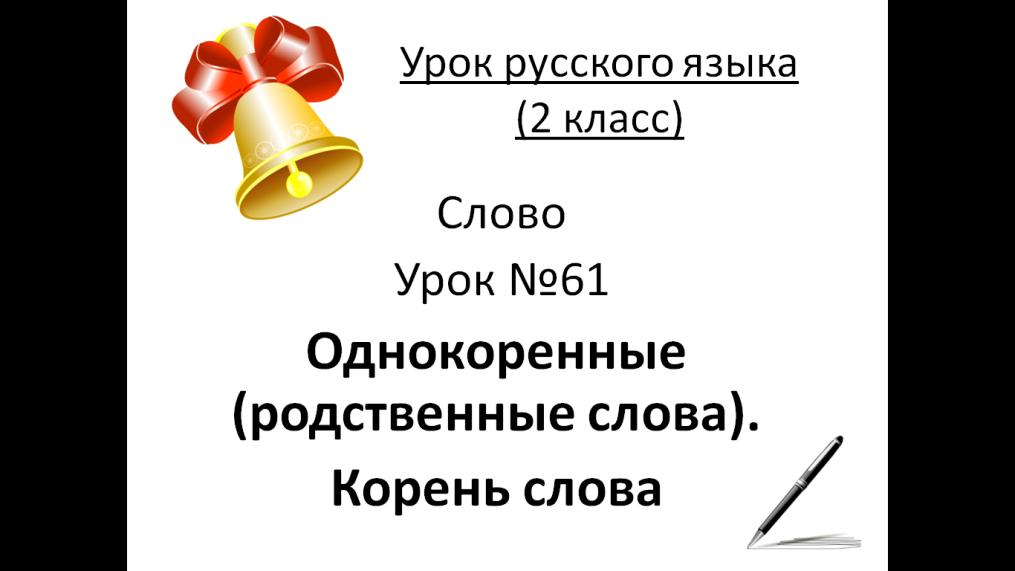 Урок русского языка
(2 класс)
Слово
Урок №61
Однокоренные
(родственные слова).
Корень слова